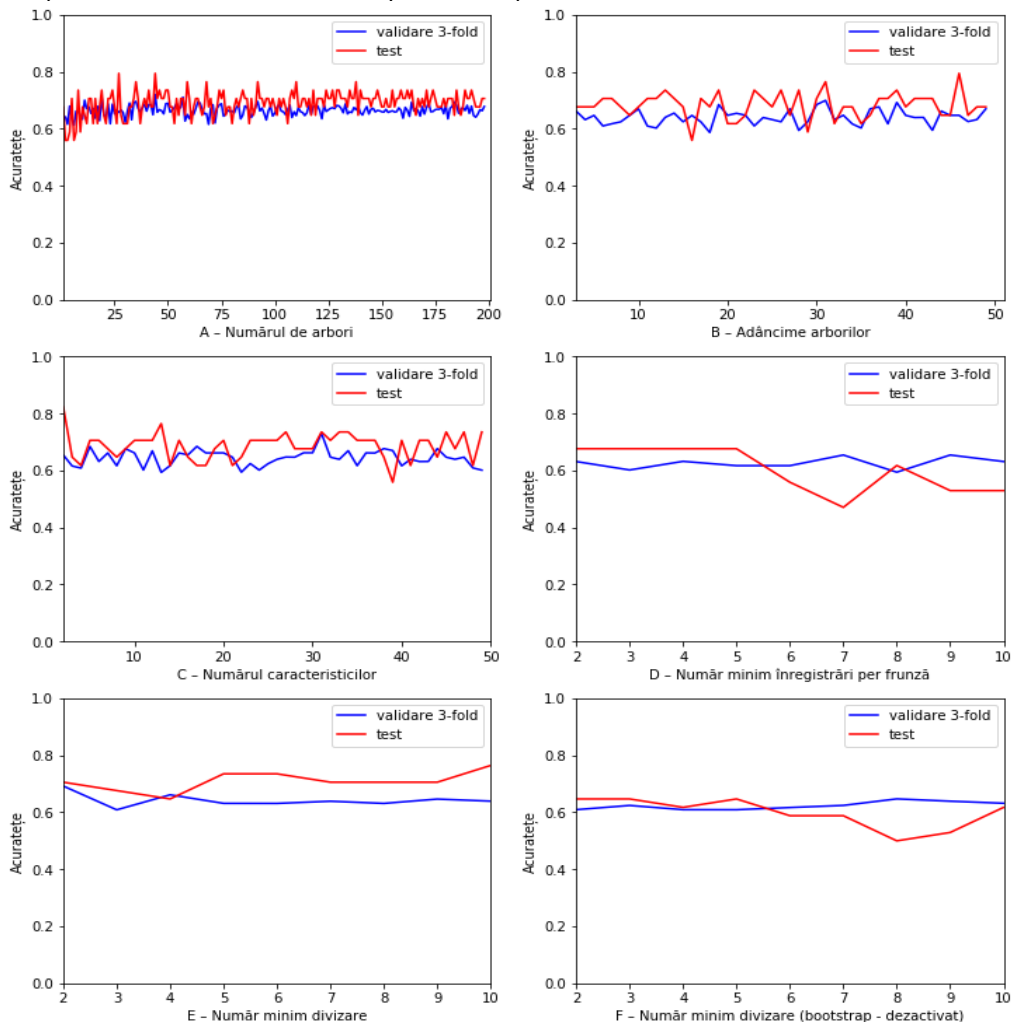 1.0
0.8
0.6
0.4
0.2
0.0
Acuratețe
validare 3-fold
test
25 50 75 100 125 150 175 200
A – Numărul de arbori
1.0
0.8
0.6
0.4
0.2
0.0
Acuratețe
validare 3-fold
test
10 20 30 40 50
B – Adâncime arborilor
1.0
0.8
0.6
0.4
0.2
0.0
Acuratețe
validare 3-fold
test
10 20 30 40 50
C – Numărul caracteristicilor
1.0
0.8
0.6
0.4
0.2
0.0
Acuratețe
validare 3-fold
test
2 3 4 5 6 7 8 9 10
D – Număr minim înregistrări per frunză
1.0
0.8
0.6
0.4
0.2
0.0
Acuratețe
validare 3-fold
test
2 3 4 5 6 7 8 9 10
E – Număr minim divizare
1.0
0.8
0.6
0.4
0.2
0.0
Acuratețe
validare 3-fold
test
2 3 4 5 6 7 8 9 10
F – Număr minim divizare (bootstrap - dezactivat)